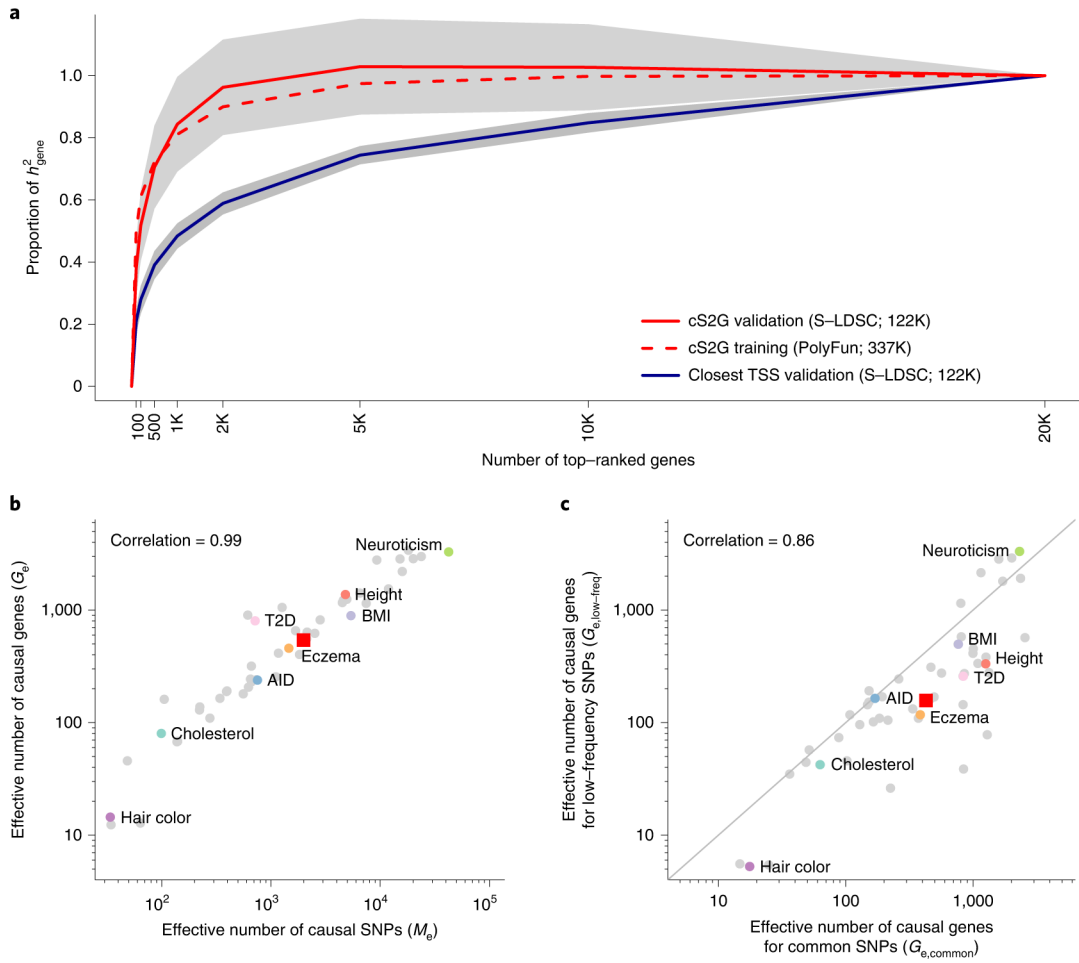 a
Proportion of h²gene
1.0
0.8
0.6
0.4
0.2
0
cS2G validation (S–LDSC; 122K)
cS2G training (PolyFun; 337K)
Closest TSS validation (S–LDSC; 122K)
100
500
1K
2K
5K
10K
20K
Number of top–ranked genes
b
Correlation = 0.99
Effective number of causal genes (Ge)
1,000
100
10
Neuroticism
Height
BMI
T2D
Eczema
AID
Cholesterol
Hair color
10² 10³ 10⁴ 10⁵
Effective number of causal SNPs (Me)
c
Correlation = 0.86
Effective number of causal genes
for low–frequency SNPs (Ge,low–freq)
1,000
100
10
Neuroticism
BMI
Height
T2D
AID
Eczema
Cholesterol
Hair color
10 100 1,000
Effective number of causal genes
for common SNPs (Ge,common)